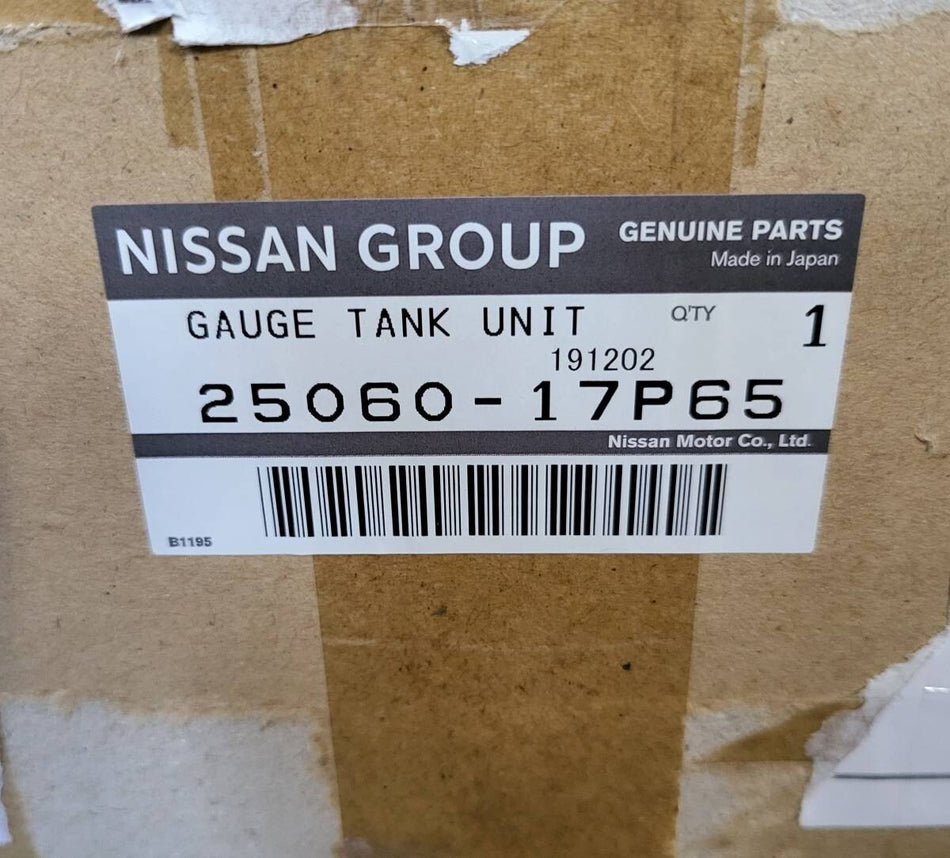 NISSAN GROUP GENUINE PARTS
Made in Japan
GAUGE TANK UNIT Q'TY 1
191202
25060-17P65
Nissan Motor Co., Ltd.
B1195